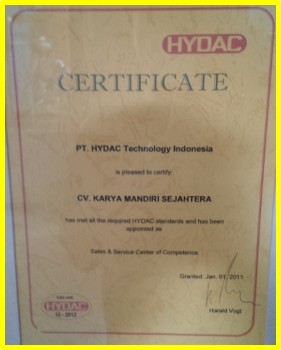 HYDAC
CERTIFICATE
PT. HYDAC Technology Indonesia
is pleased to certify
CV. KARYA MANDIRI SEJAHTERA
has met all the required HYDAC standards and has been
appointed as
Sales & Service Center of Competence
Granted Jan. 01, 2011
HYDAC
12 - 2012
Harald Vogt